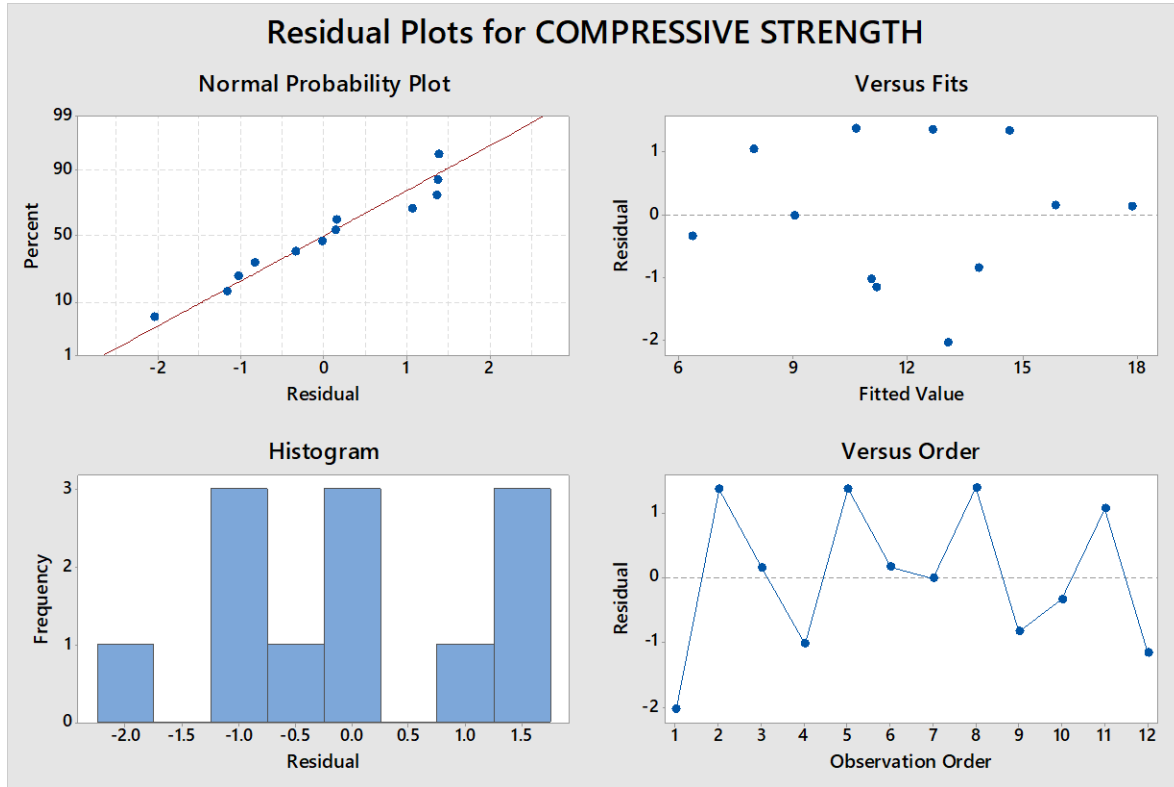 Residual Plots for COMPRESSIVE STRENGTH
Normal Probability Plot
99
90
50
10
1
Percent
-2 -1 0 1 2
Residual
Versus Fits
1
0
-1
-2
Residual
6 9 12 15 18
Fitted Value
Histogram
3
2
1
0
Frequency
-2.0 -1.5 -1.0 -0.5 0.0 0.5 1.0 1.5
Residual
Versus Order
1
0
-1
-2
Residual
1 2 3 4 5 6 7 8 9 10 11 12
Observation Order